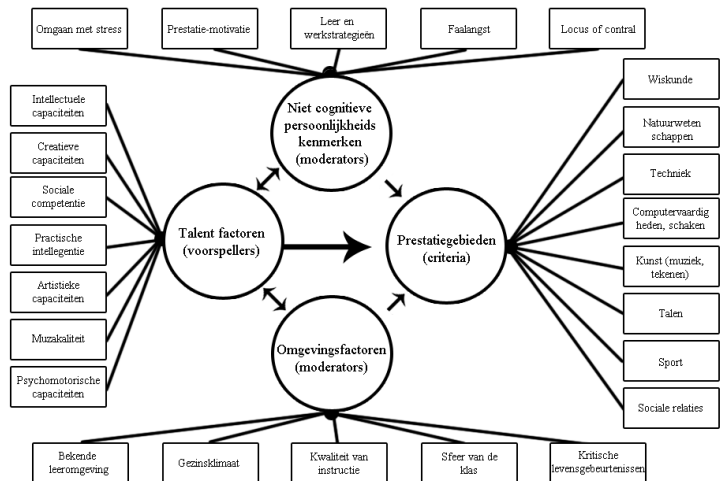 Omgaan met stress
Prestatie-motivatie
Leer en
werkstrategieën
Faalangst
Locus of contral
Niet cognitieve
persoonlijkheids
kenmerken
(moderators)
Intellectuele
capaciteiten
Creatieve
capaciteiten
Sociale
competentie
Practische
intellegentie
Artistieke
capaciteiten
Muzakaliteit
Psychomotorische
capaciteiten
Talent factoren
(voorspellers)
Prestatiegebieden
(criteria)
Omgevingsfactoren
(moderators)
Wiskunde
Natuurweten
schappen
Techniek
Computervaardig
heden, schaken
Kunst (muziek,
tekenen)
Talen
Sport
Sociale relaties
Bekende
leeromgeving
Gezinsklimaat
Kwaliteit van
instructie
Sfeer van de
klas
Kritische
levensgebeurtenissen